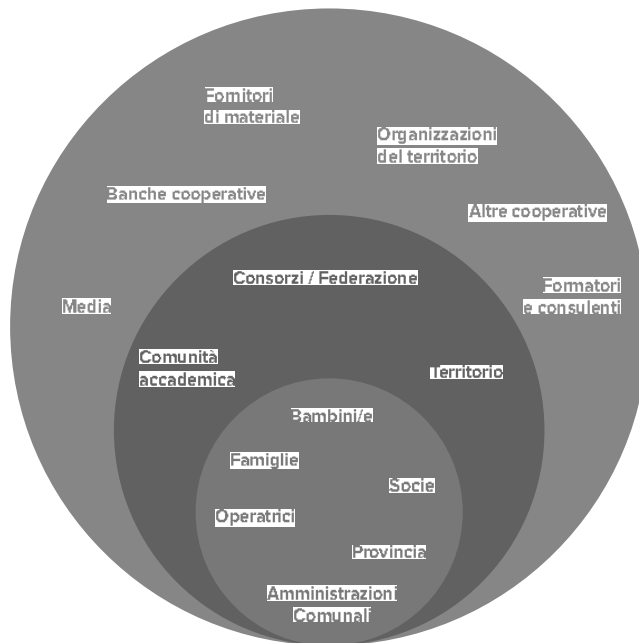 Fornitori
di materiale
Organizzazioni
del territorio
Banche cooperative
Altre cooperative
Consorzi / Federazione
Formatori
e consulenti
Media
Comunità
accademica
Territorio
Bambini/e
Famiglie
Socie
Operatrici
Provincia
Amministrazioni
Comunali